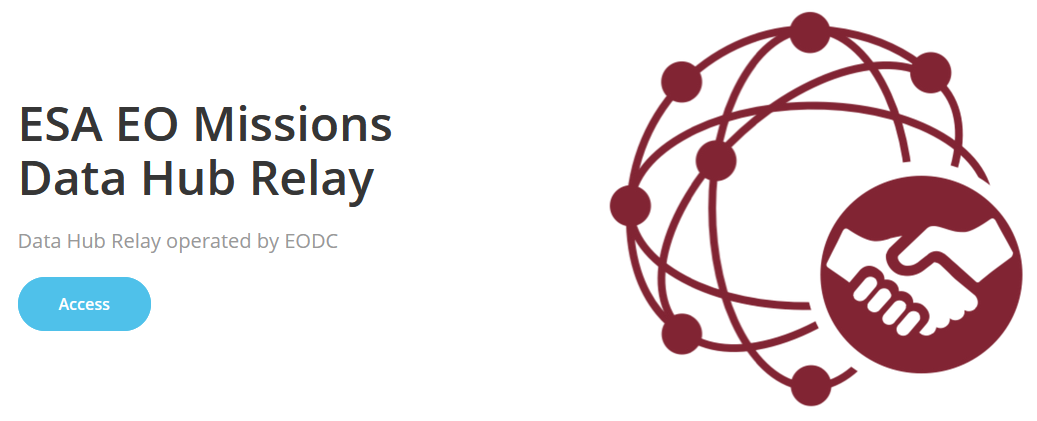 ESA EO Missions
Data Hub Relay
Data Hub Relay operated by EODC
Access